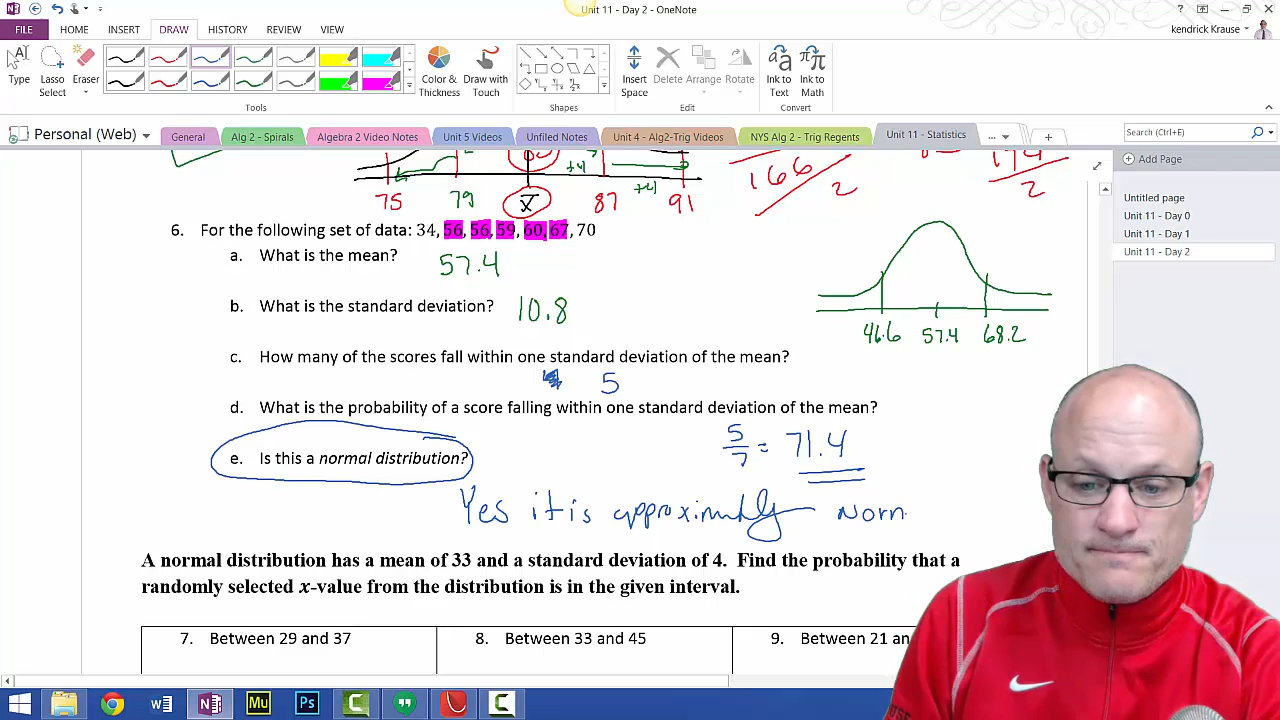 Unit 11 - Day 2 - OneNote
FILE HOME INSERT DRAW HISTORY REVIEW VIEW
kendrick Krause
Type
Lasso Select
Eraser
Color & Thickness
Draw with Touch
Insert Space
Delete
Arrange
Rotate
Ink to Text
Ink to Math
Tools
Shapes
Edit
Convert
Personal (Web)
General
Alg 2 - Spirals
Algebra 2 Video Notes
Unit 5 Videos
Unfiled Notes
Unit 4 - Alg2-Trig Videos
NYS Alg 2 - Trig Regents
Unit 11 - Statistics
Search (Ctrl+E)
Add Page
Untitled page
Unit 11 - Day 0
Unit 11 - Day 1
Unit 11 - Day 2
+4
+4
166
2
174
2
75 79 x̄ 87 91
6. For the following set of data: 34, 56, 56, 59, 60, 67, 70
a. What is the mean?
57.4
b. What is the standard deviation? 10.8
46.6 57.4 68.2
c. How many of the scores fall within one standard deviation of the mean?
5
d. What is the probability of a score falling within one standard deviation of the mean?
5/7 = 71.4
e. Is this a normal distribution?
Yes it is approximately norm
A normal distribution has a mean of 33 and a standard deviation of 4. Find the probability that a
randomly selected x-value from the distribution is in the given interval.
7. Between 29 and 37
8. Between 33 and 45
9. Between 21 an